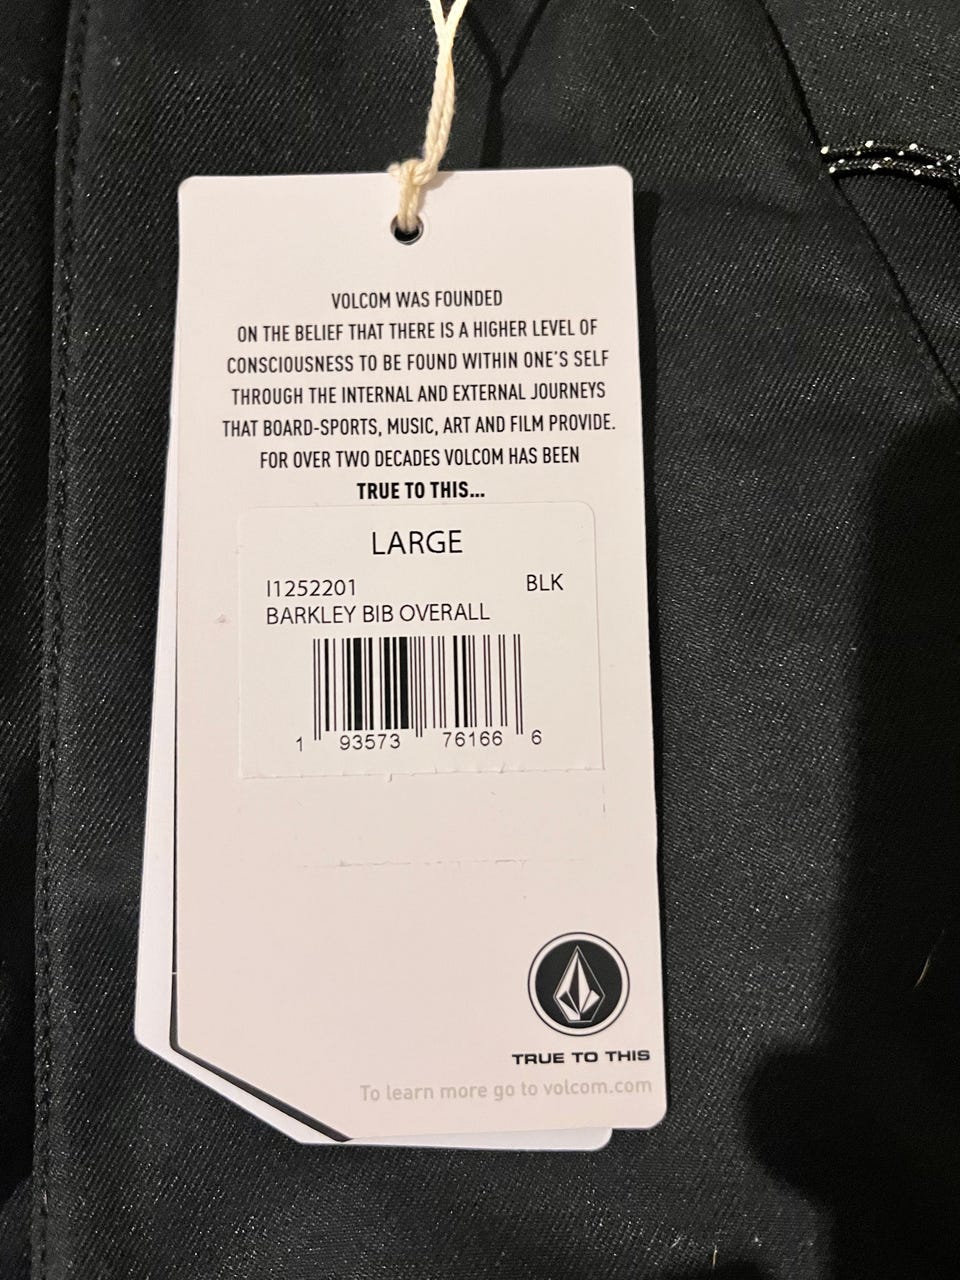 VOLCOM WAS FOUNDED
ON THE BELIEF THAT THERE IS A HIGHER LEVEL OF
CONSCIOUSNESS TO BE FOUND WITHIN ONE'S SELF
THROUGH THE INTERNAL AND EXTERNAL JOURNEYS
THAT BOARD-SPORTS, MUSIC, ART AND FILM PROVIDE.
FOR OVER TWO DECADES VOLCOM HAS BEEN
TRUE TO THIS...
LARGE
I1252201 BLK
BARKLEY BIB OVERALL
1 93573 76166 6
TRUE TO THIS
To learn more go to volcom.com